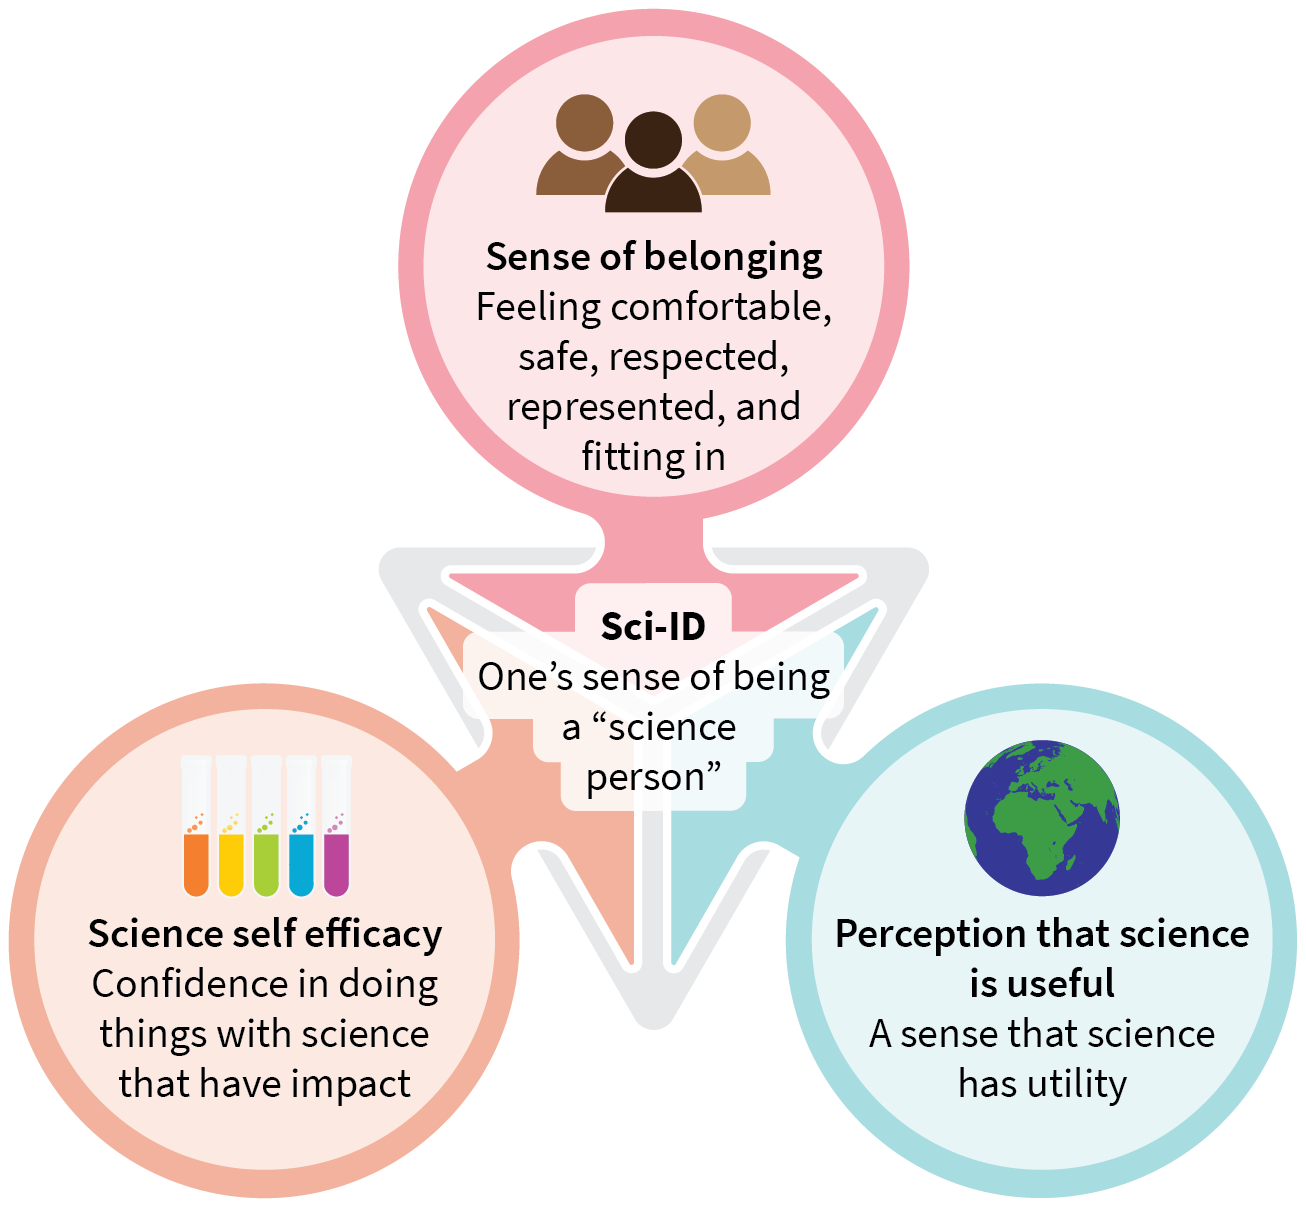 Sense of belonging
Feeling comfortable,
safe, respected,
represented, and
fitting in
Sci-ID
One’s sense of being
a “science
person”
Science self efficacy
Confidence in doing
things with science
that have impact
Perception that science
is useful
A sense that science
has utility